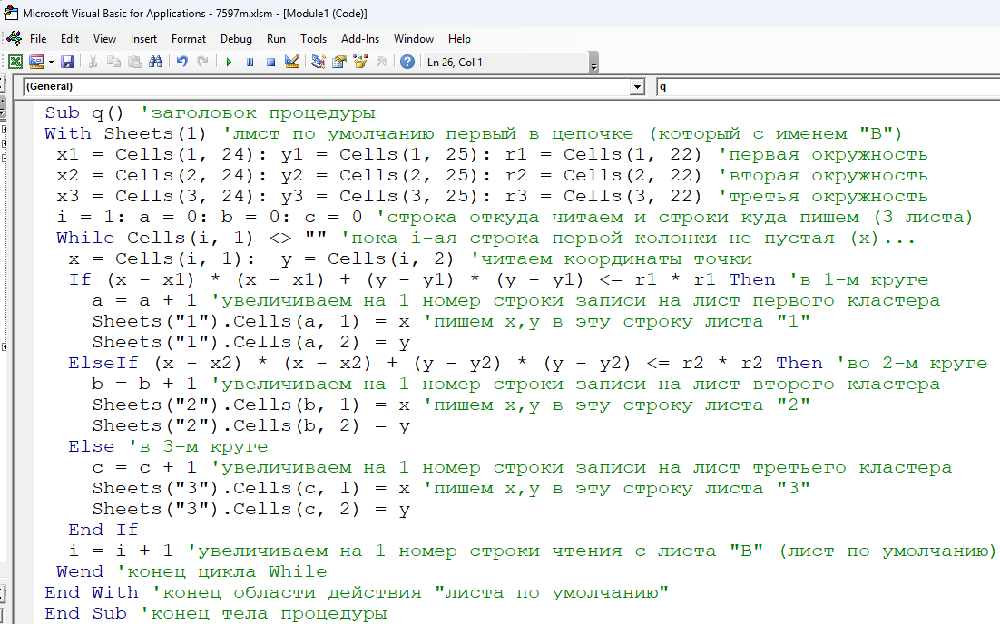 Microsoft Visual Basic for Applications - 7597m.xlsm - [Module1 (Code)]
File Edit View Insert Format Debug Run Tools Add-Ins Window Help
Ln 26, Col 1
(General) q
Sub q() 'заголовок процедуры
With Sheets(1) 'лмст по умолчанию первый в цепочке (который с именем "В")
x1 = Cells(1, 24): y1 = Cells(1, 25): r1 = Cells(1, 22) 'первая окружность
x2 = Cells(2, 24): y2 = Cells(2, 25): r2 = Cells(2, 22) 'вторая окружность
x3 = Cells(3, 24): y3 = Cells(3, 25): r3 = Cells(3, 22) 'третья окружность
i = 1: a = 0: b = 0: c = 0 'строка откуда читаем и строки куда пишем (3 листа)
While Cells(i, 1) <> "" 'пока i-ая строка первой колонки не пустая (x)...
x = Cells(i, 1): y = Cells(i, 2) 'читаем координаты точки
If (x - x1) * (x - x1) + (y - y1) * (y - y1) <= r1 * r1 Then 'в 1-м круге
a = a + 1 'увеличиваем на 1 номер строки записи на лист первого кластера
Sheets("1").Cells(a, 1) = x 'пишем x,y в эту строку листа "1"
Sheets("1").Cells(a, 2) = y
ElseIf (x - x2) * (x - x2) + (y - y2) * (y - y2) <= r2 * r2 Then 'во 2-м круге
b = b + 1 'увеличиваем на 1 номер строки записи на лист второго кластера
Sheets("2").Cells(b, 1) = x 'пишем x,y в эту строку листа "2"
Sheets("2").Cells(b, 2) = y
Else 'в 3-м круге
c = c + 1 'увеличиваем на 1 номер строки записи на лист третьего кластера
Sheets("3").Cells(c, 1) = x 'пишем x,y в эту строку листа "3"
Sheets("3").Cells(c, 2) = y
End If
i = i + 1 'увеличиваем на 1 номер строки чтения с листа "В" (лист по умолчанию)
Wend 'конец цикла While
End With 'конец области действия "листа по умолчанию"
End Sub 'конец тела процедуры